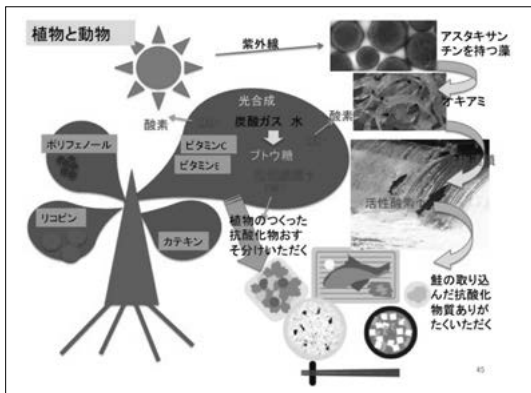 植物と動物
紫外線
アスタキサン
チンを持つ藻
オキアミ
光合成
酸素
炭酸ガス 水
酸素
ブドウ糖
ポリフェノール
ビタミンC
ビタミンE
リコピン
カテキン
活性酸素
植物のつくった
抗酸化物おす
そ分けいただく
鮭の取り込
んだ抗酸化
物質ありが
たくいただく
45